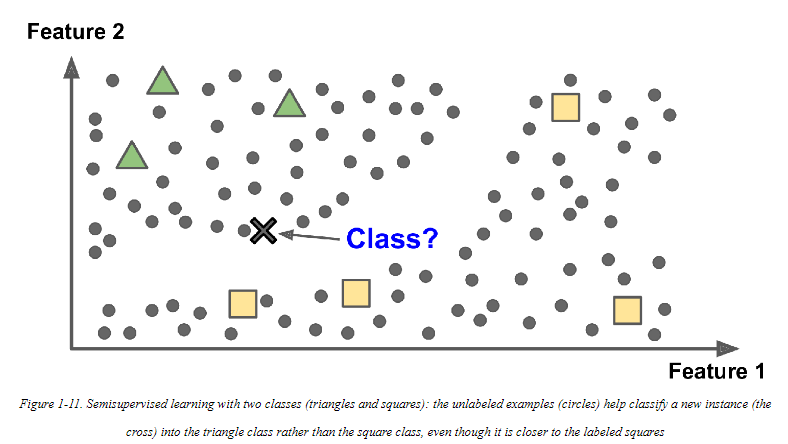 Feature 2
Class?
Feature 1
Figure 1-11. Semisupervised learning with two classes (triangles and squares): the unlabeled examples (circles) help classify a new instance (the
cross) into the triangle class rather than the square class, even though it is closer to the labeled squares